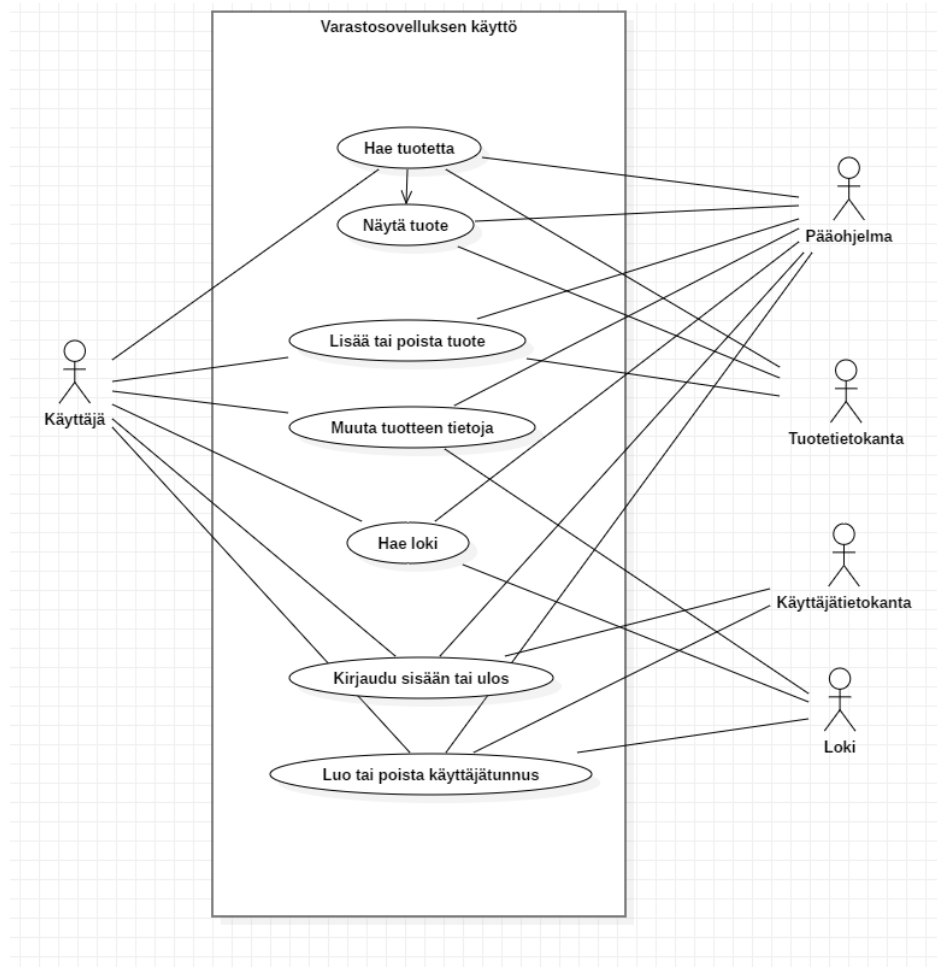 Varastosovelluksen käyttö
Hae tuotetta
Näytä tuote
Lisää tai poista tuote
Muuta tuotteen tietoja
Hae loki
Kirjaudu sisään tai ulos
Luo tai poista käyttäjätunnus
Käyttäjä
Pääohjelma
Tuotetietokanta
Käyttäjätietokanta
Loki